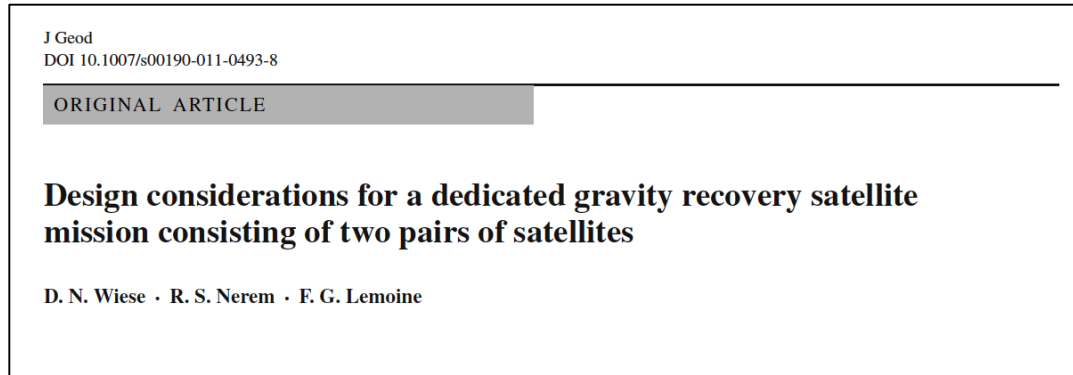 J Geod
DOI 10.1007/s00190-011-0493-8
ORIGINAL ARTICLE
Design considerations for a dedicated gravity recovery satellite
mission consisting of two pairs of satellites
D. N. Wiese · R. S. Nerem · F. G. Lemoine